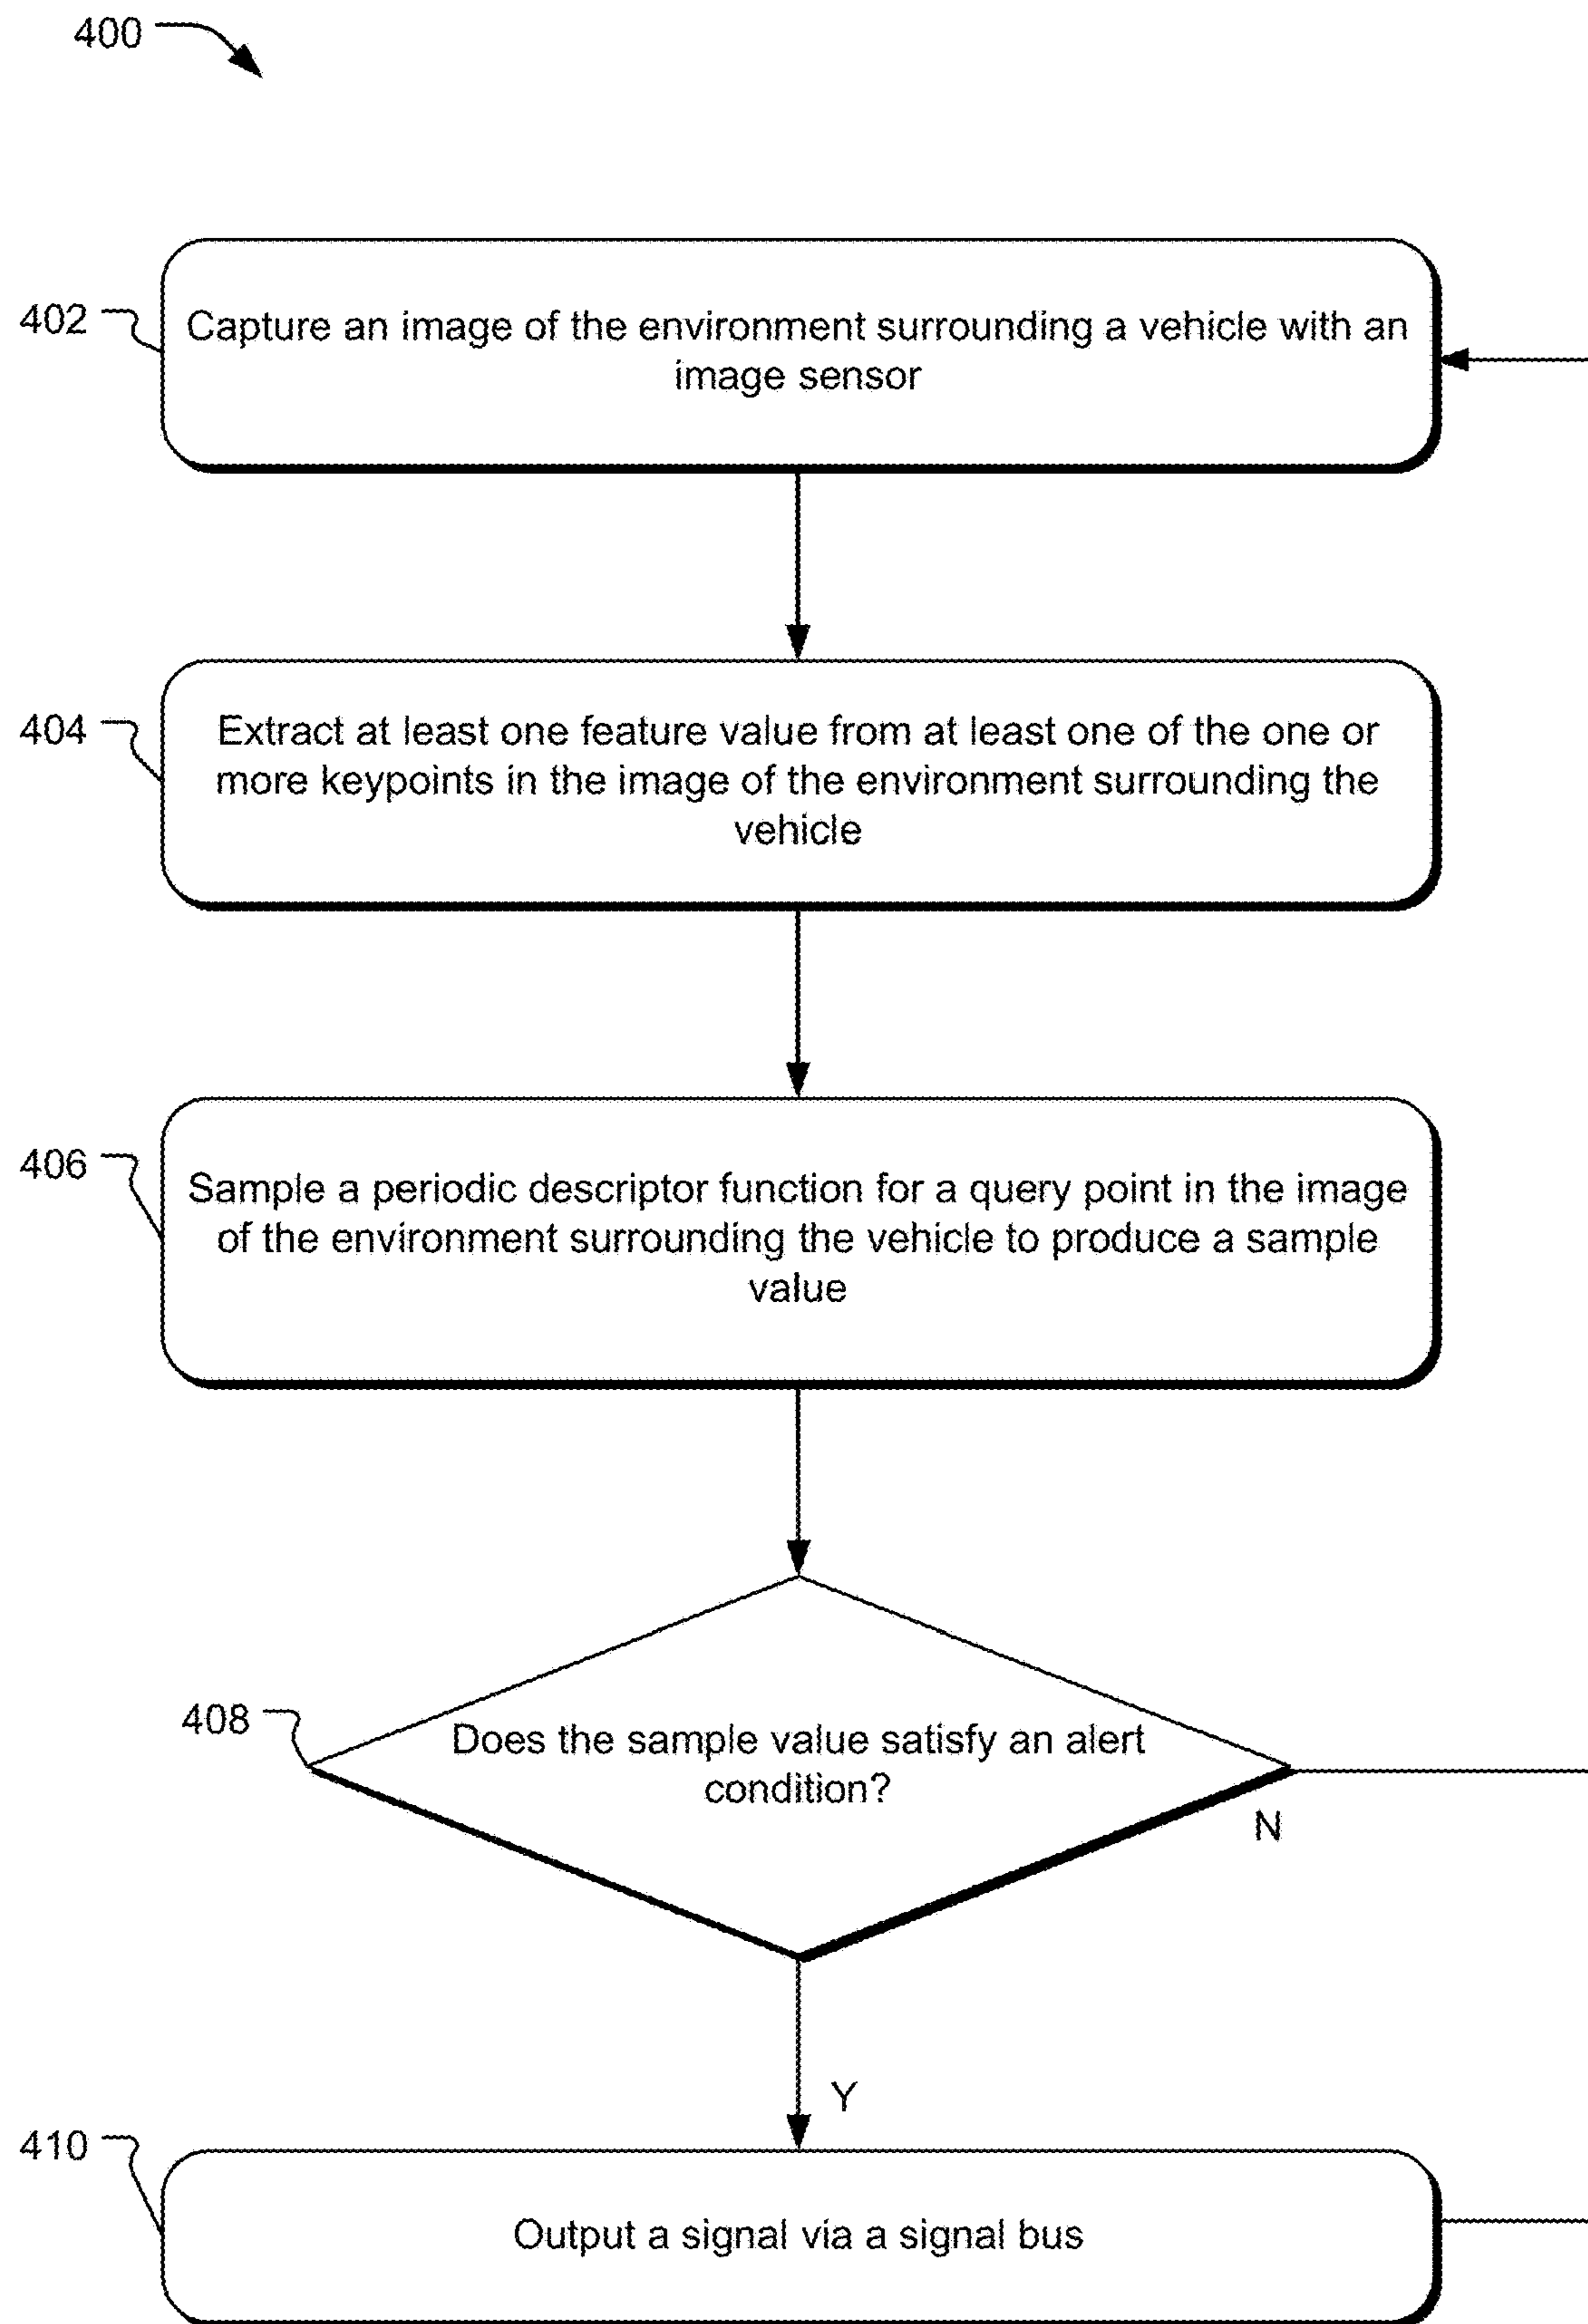 400
402
Capture an image of the environment surrounding a vehicle with an
image sensor
404
Extract at least one feature value from at least one of the one or
more keypoints in the image of the environment surrounding the
vehicle
406
Sample a periodic descriptor function for a query point in the image
of the environment surrounding the vehicle to produce a sample
value
408
Does the sample value satisfy an alert
condition?
N
Y
410
Output a signal via a signal bus